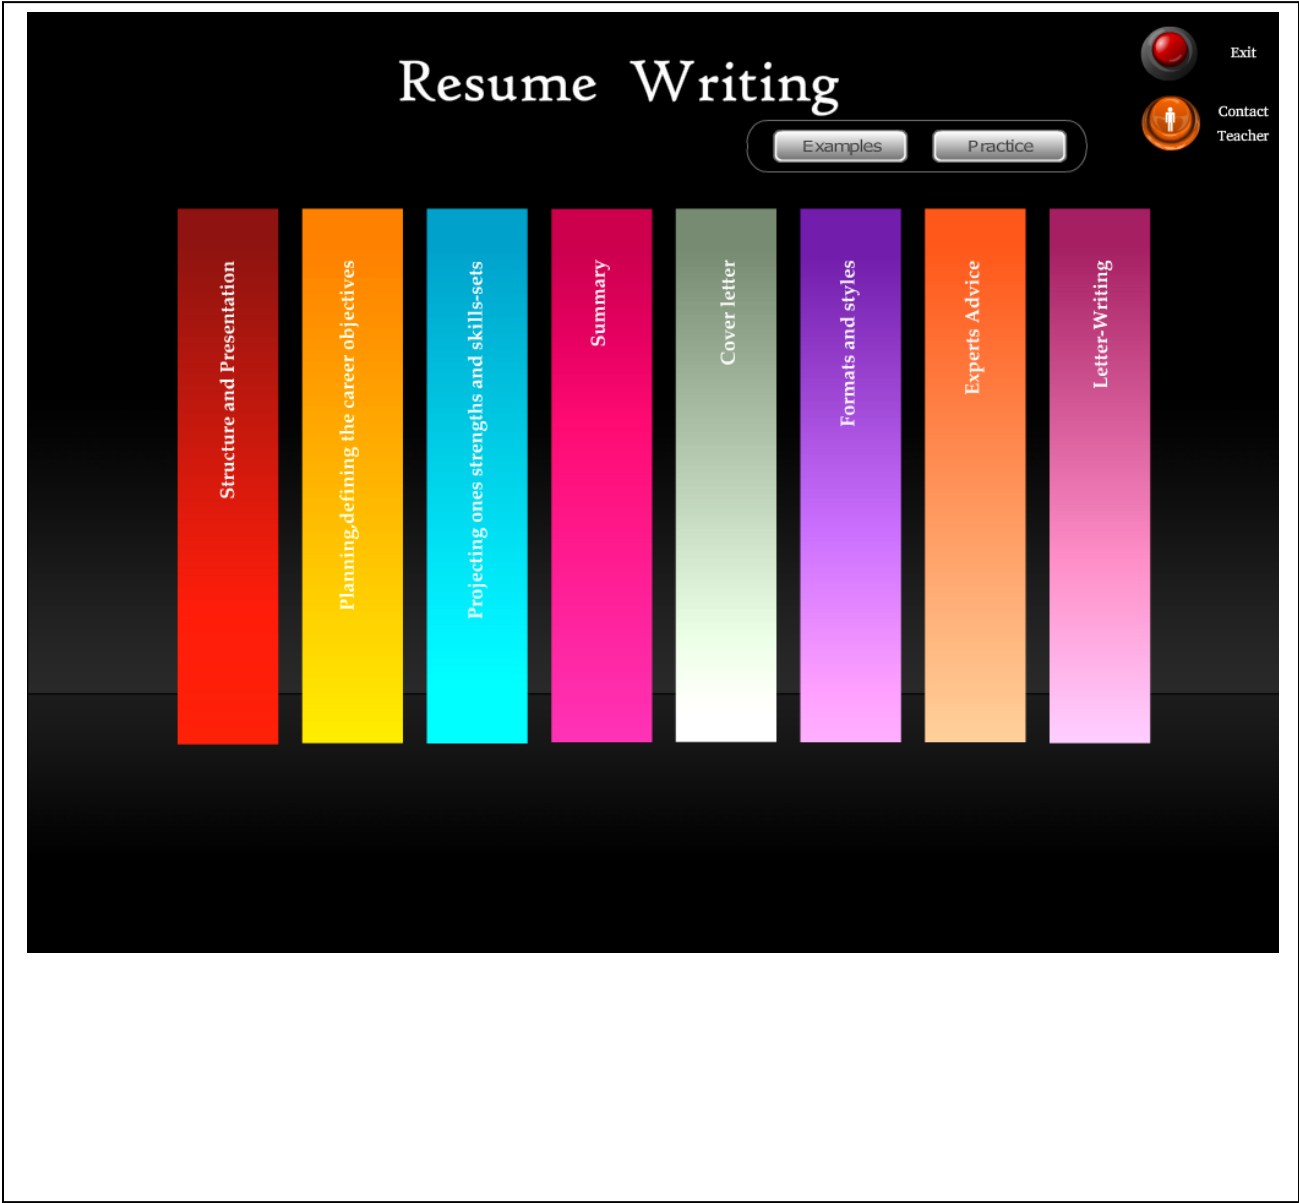 Resume Writing
Exit
Contact
Teacher
Examples
Practice
Structure and Presentation
Planning,defining the career objectives
Projecting ones strengths and skills-sets
Summary
Cover letter
Formats and styles
Experts Advice
Letter-Writing